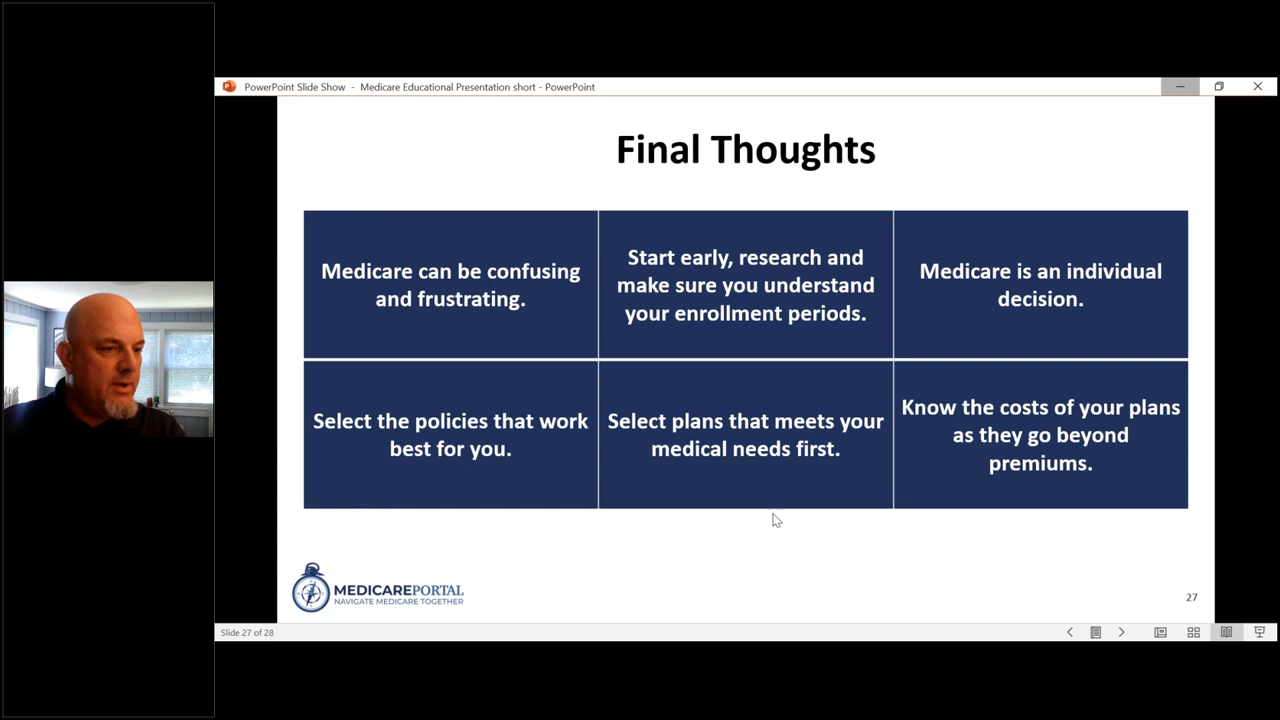 PowerPoint Slide Show - Medicare Educational Presentation short - PowerPoint
Final Thoughts
Medicare can be confusing
and frustrating.
Start early, research and
make sure you understand
your enrollment periods.
Medicare is an individual
decision.
Select the policies that work
best for you.
Select plans that meets your
medical needs first.
Know the costs of your plans
as they go beyond
premiums.
MEDICAREPORTAL
NAVIGATE MEDICARE TOGETHER
27
Slide 27 of 28